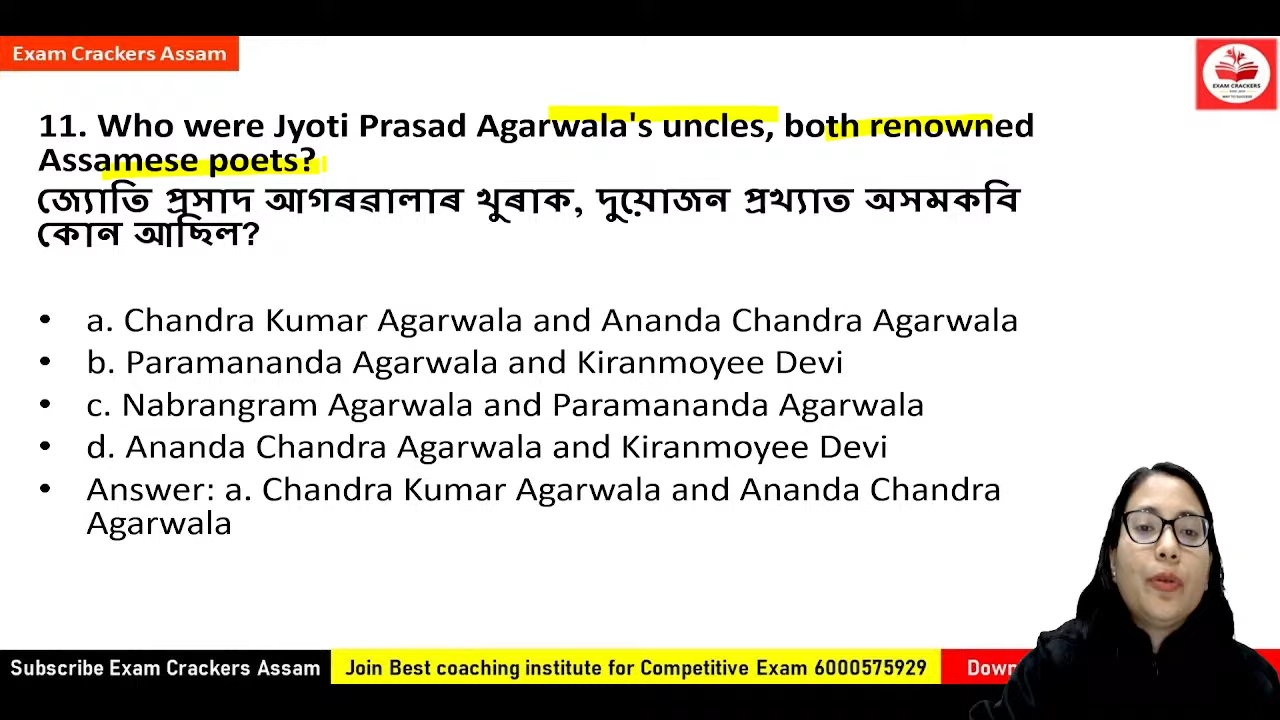 Exam Crackers Assam
EXAM CRACKERS
11. Who were Jyoti Prasad Agarwala's uncles, both renowned
Assamese poets?
জ্যোতি প্ৰসাদ আগৰৱালাৰ খুৰাক, দুয়োজন প্ৰখ্যাত অসমকবি
কোন আছিল?
• a. Chandra Kumar Agarwala and Ananda Chandra Agarwala
• b. Paramananda Agarwala and Kiranmoyee Devi
• c. Nabrangram Agarwala and Paramananda Agarwala
• d. Ananda Chandra Agarwala and Kiranmoyee Devi
• Answer: a. Chandra Kumar Agarwala and Ananda Chandra
Agarwala
Subscribe Exam Crackers Assam Join Best coaching institute for Competitive Exam 6000575929